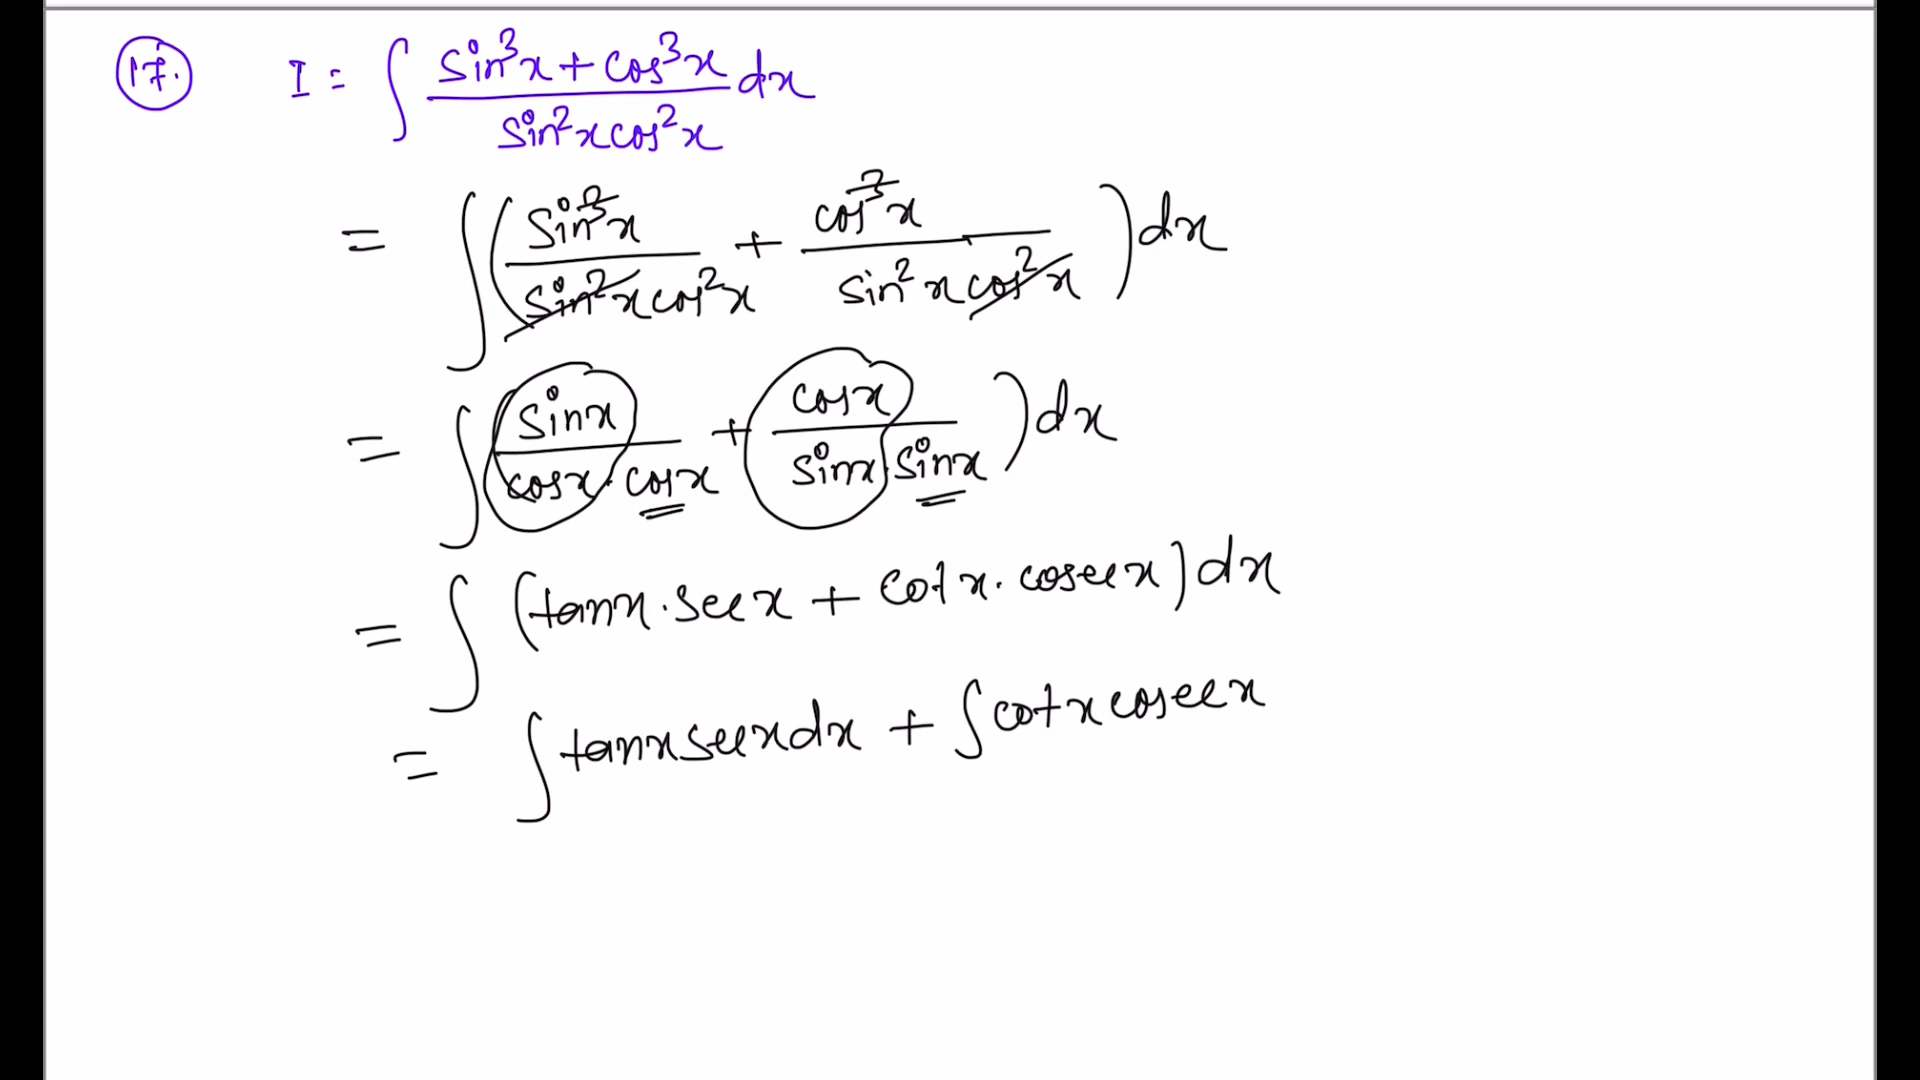 17. I = ∫ (sin³x + cos³x)/(sin²x cos²x) dx
= ∫ (sin³x/(sin²x cos²x) + cos³x/(sin²x cos²x)) dx
= ∫ (sinx/(cosx · cosx) + cosx/(sinx · sinx)) dx
= ∫ (tanx · secx + cotx · cosecx) dx
= ∫ tanx secx dx + ∫ cotx cosecx